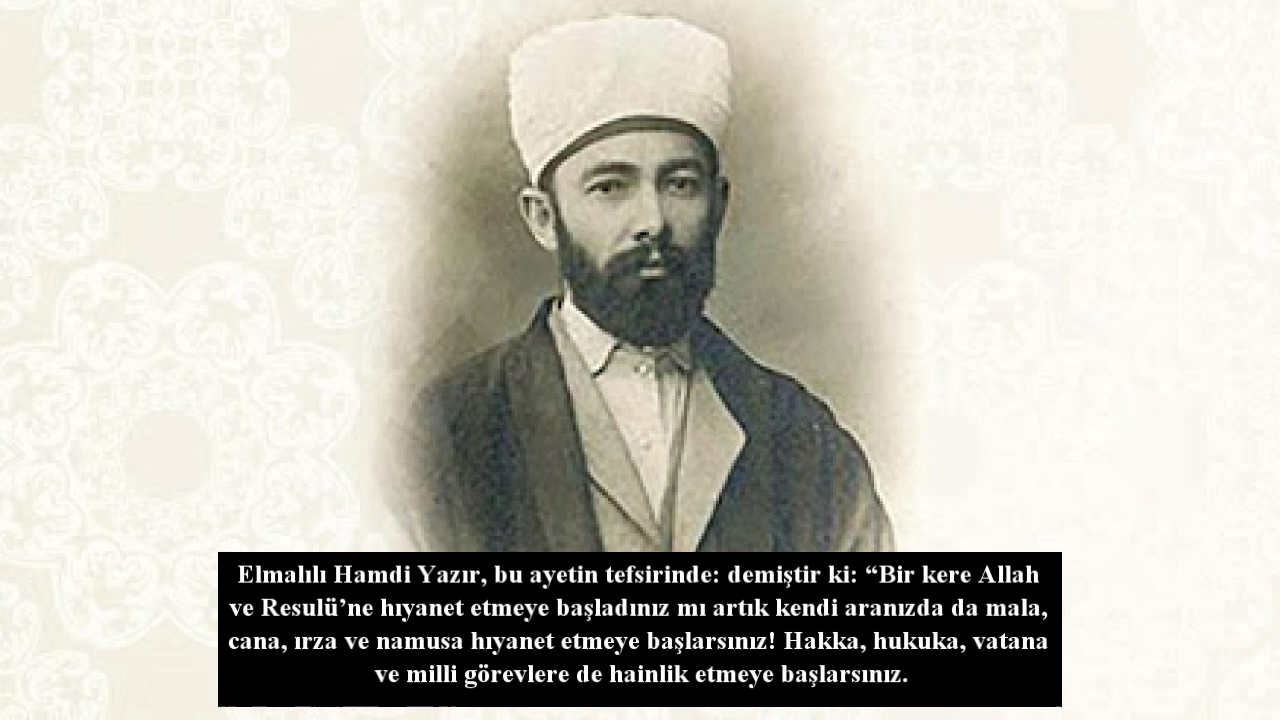 Elmalılı Hamdi Yazır, bu ayetin tefsirinde: demiştir ki: “Bir kere Allah
ve Resulü’ne hıyanet etmeye başladınız mı artık kendi aranızda da mala,
cana, ırza ve namusa hıyanet etmeye başlarsınız! Hakka, hukuka, vatana
ve milli görevlere de hainlik etmeye başlarsınız.